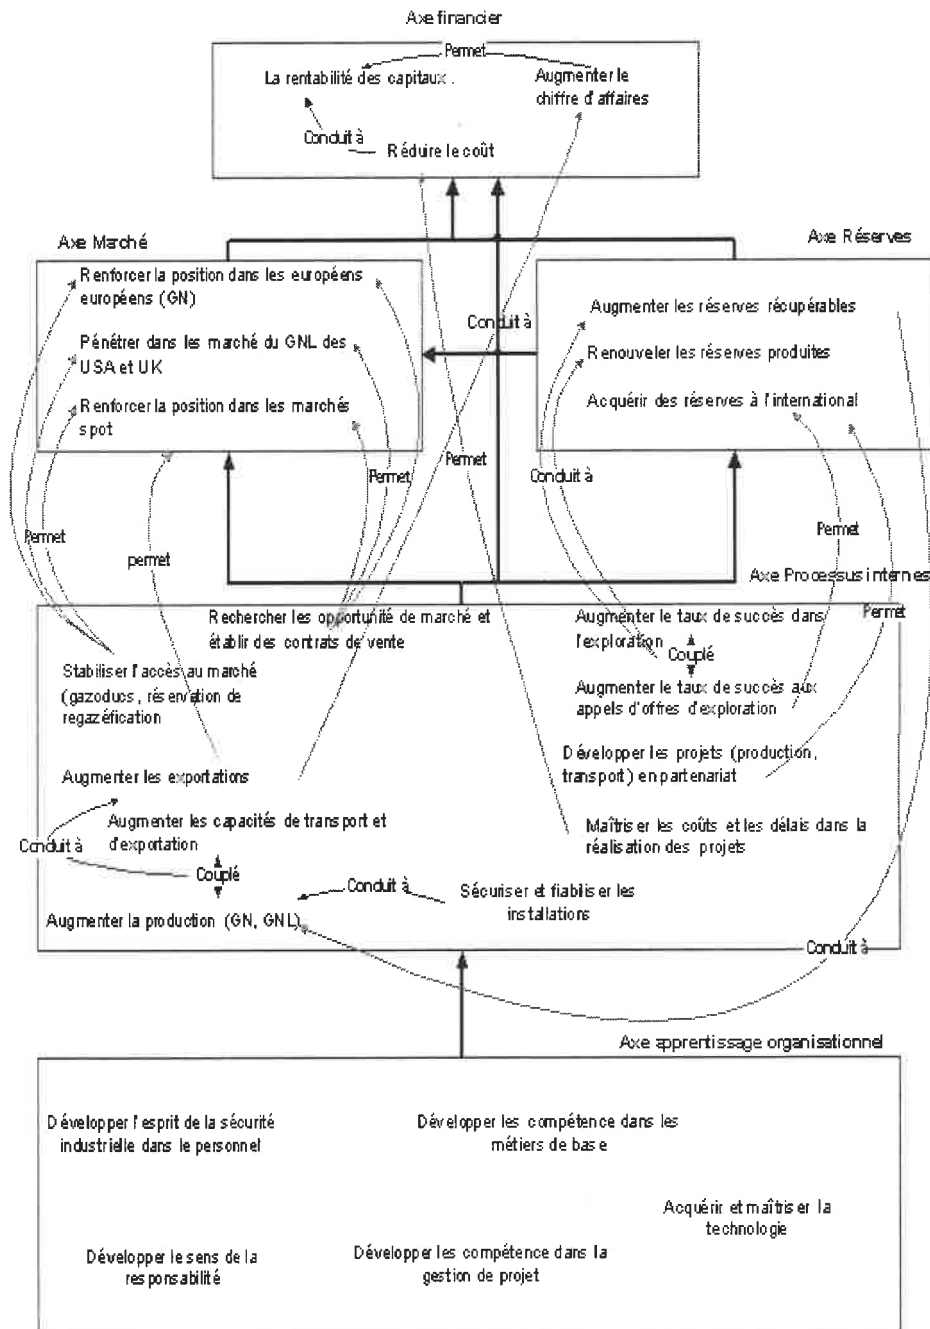 Axe financier
Permet
La rentabilité des capitaux .
Augmenter le
chiffre d'affaires
Conduit à
Réduire le coût
Axe Marché
Axe Réserves
Renforcer la position dans les européens
européens (GN)
Augmenter les réserves récupérables
Conduit à
Pénétrer dans les marché du GNL des
USA et UK
Renouveler les réserves produites
Renforcer la position dans les marchés
spot
Acquérir des réserves à l'international
Permet
Permet
Conduit à
Permet
permet
Permet
Axe Processus internes
Permet
Rechercher les opportunité de marché et
établir des contrats de vente
Augmenter le taux de succès dans
l'exploration
Couplé
Stabiliser l'accès au marché
(gazoducs, réservation de
regazéfication
Augmenter le taux de succès aux
appels d'offres d'exploration
Développer les projets (production,
transport) en partenariat
Augmenter les exportations
Augmenter les capacités de transport et
d'exportation
Maîtriser les coûts et les délais dans la
réalisation des projets
Conduit à
Couplé
Conduit à
Sécuriser et fiabiliser les
installations
Augmenter la production (GN, GNL)
Conduit à
Axe apprentissage organisationnel
Développer l'esprit de la sécurité
industrielle dans le personnel
Développer les compétence dans les
métiers de base
Acquérir et maîtriser la
technologie
Développer le sens de la
responsabilité
Développer les compétence dans la
gestion de projet